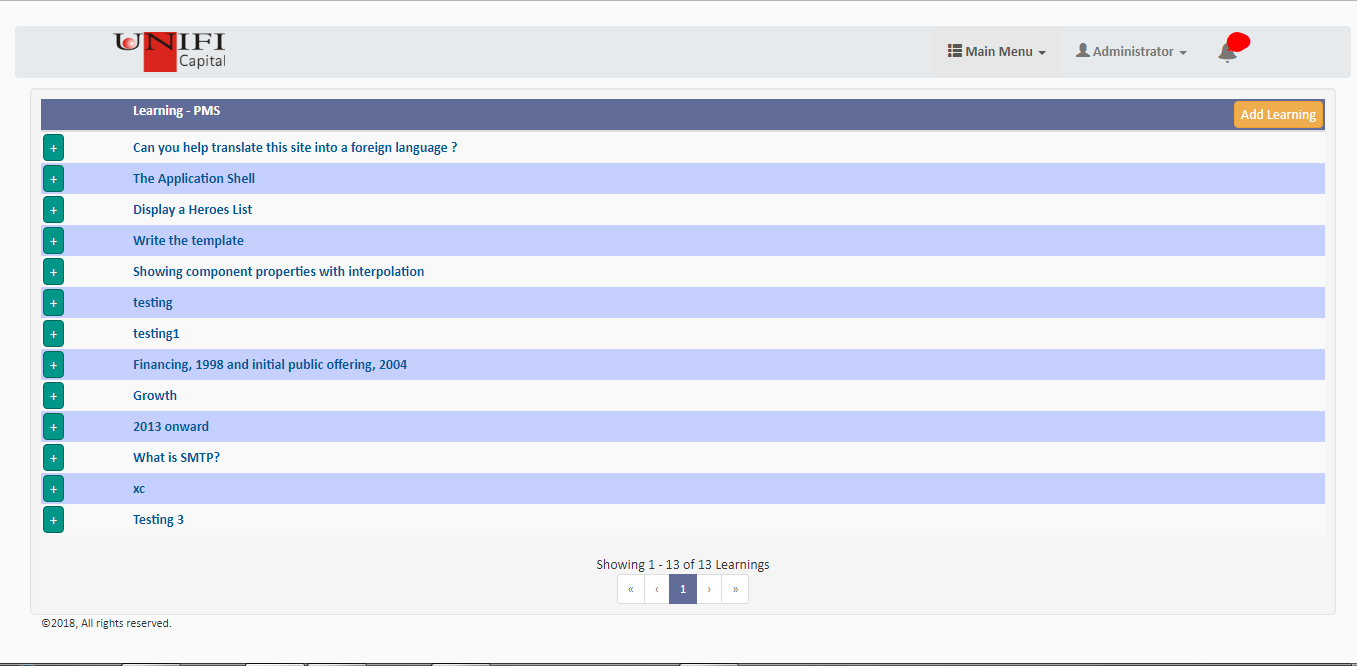 UNIFI
Capital
Main Menu
Administrator
Learning - PMS
Add Learning
+ Can you help translate this site into a foreign language ?
+ The Application Shell
+ Display a Heroes List
+ Write the template
+ Showing component properties with interpolation
+ testing
+ testing1
+ Financing, 1998 and initial public offering, 2004
+ Growth
+ 2013 onward
+ What is SMTP?
+ xc
+ Testing 3
Showing 1 - 13 of 13 Learnings
« ‹ 1 › »
©2018, All rights reserved.